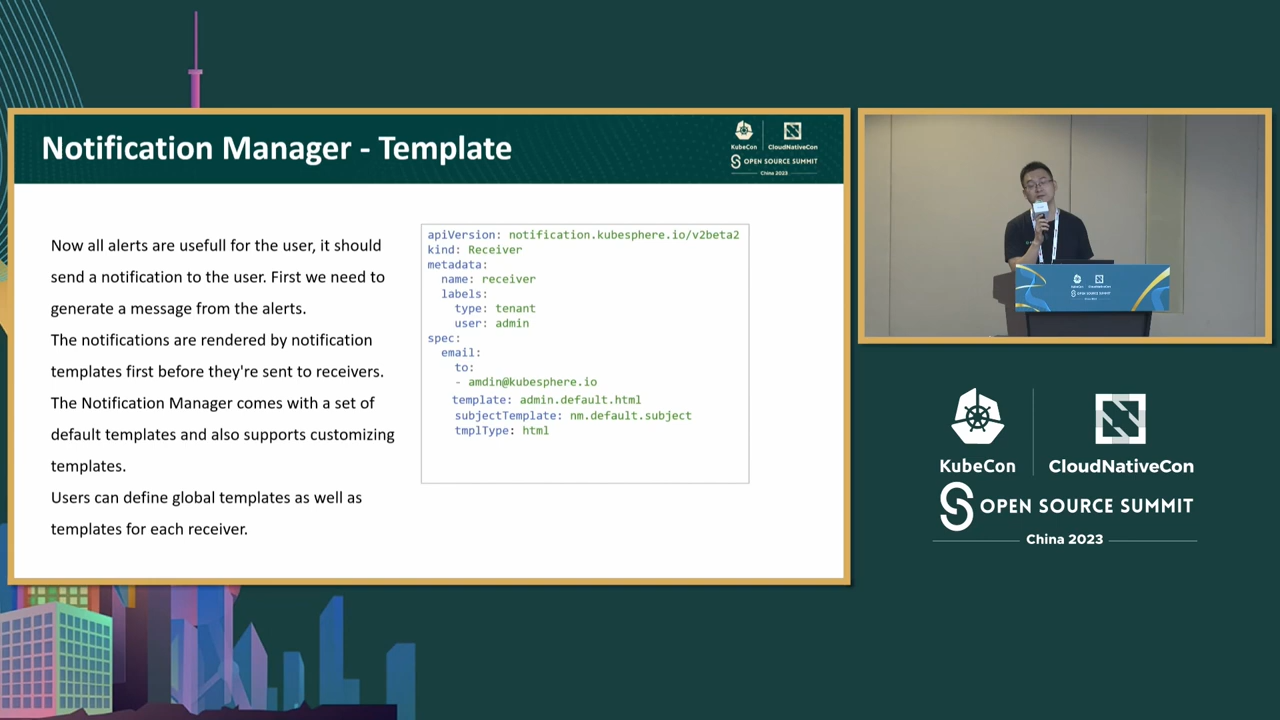 Notification Manager - Template
KubeCon
CloudNativeCon
OPEN SOURCE SUMMIT
China 2023
Now all alerts are usefull for the user, it should
send a notification to the user. First we need to
generate a message from the alerts.
The notifications are rendered by notification
templates first before they're sent to receivers.
The Notification Manager comes with a set of
default templates and also supports customizing
templates.
Users can define global templates as well as
templates for each receiver.
apiVersion: notification.kubesphere.io/v2beta2
kind: Receiver
metadata:
name: receiver
labels:
type: tenant
user: admin
spec:
email:
to:
- amdin@kubesphere.io
template: admin.default.html
subjectTemplate: nm.default.subject
tmplType: html
KubeCon
CloudNativeCon
OPEN SOURCE SUMMIT
China 2023